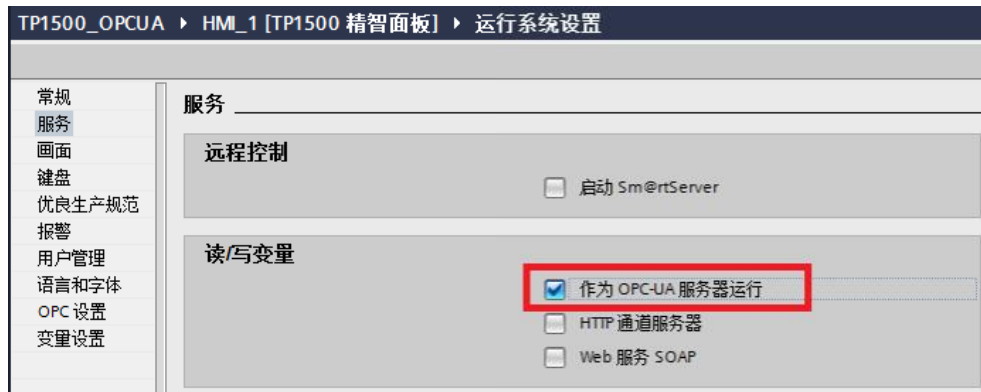 TP1500_OPCUA ▸ HMI_1 [TP1500 精智面板] ▸ 运行系统设置
常规
服务
画面
键盘
优良生产规范
报警
用户管理
语言和字体
OPC 设置
变量设置
服务
远程控制
启动 Sm@rtServer
读/写变量
作为 OPC-UA 服务器运行
HTTP 通道服务器
Web 服务 SOAP